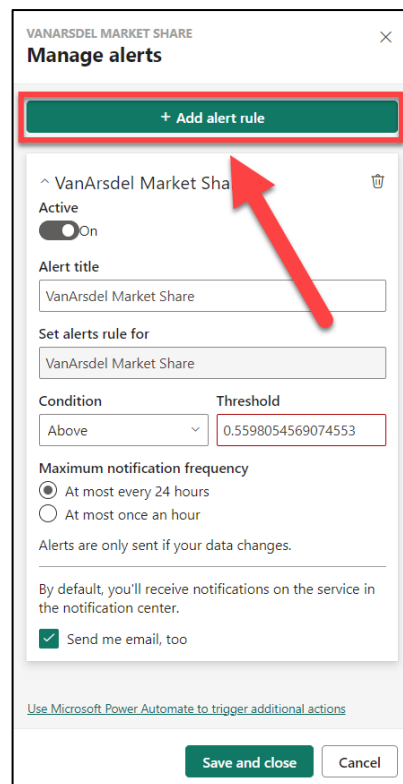 VANARSDEL MARKET SHARE
Manage alerts
+ Add alert rule
VanArsdel Market Sha
Active
On
Alert title
VanArsdel Market Share
Set alerts rule for
VanArsdel Market Share
Condition Threshold
Above 0.5598054569074553
Maximum notification frequency
At most every 24 hours
At most once an hour
Alerts are only sent if your data changes.
By default, you'll receive notifications on the service in
the notification center.
Send me email, too
Use Microsoft Power Automate to trigger additional actions
Save and close Cancel